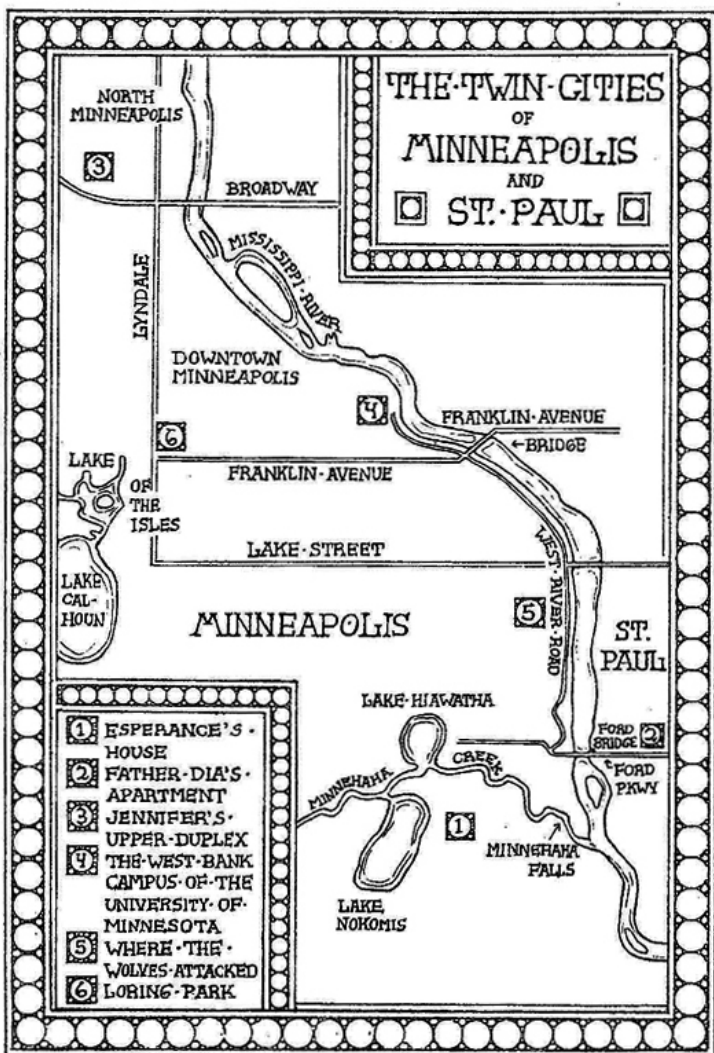 THE·TWIN·CITIES
OF
MINNEAPOLIS
AND
ST.·PAUL
NORTH
MINNEAPOLIS
3
BROADWAY
LYNDALE
MISSISSIPPI·RIVER
DOWNTOWN
MINNEAPOLIS
4
6
FRANKLIN·AVENUE
←BRIDGE
FRANKLIN·AVENUE
LAKE
OF
THE
ISLES
LAKE·STREET
LAKE
CAL-
HOUN
MINNEAPOLIS
5
WEST·RIVER·ROAD
ST.
PAUL
LAKE·HIAWATHA
FORD
BRIDGE
2
FORD
PKWY
MINNEHAHA
CREEK
1
MINNEHAHA
FALLS
LAKE
NOKOMIS
1 ESPERANCE'S·
HOUSE
2 FATHER·DIA'S·
APARTMENT
3 JENNIFER'S·
UPPER·DUPLEX
4 THE·WEST·BANK
CAMPUS·OF·THE
UNIVERSITY·OF·
MINNESOTA
5 WHERE·THE·
WOLVES·ATTACKED
6 LORING·PARK